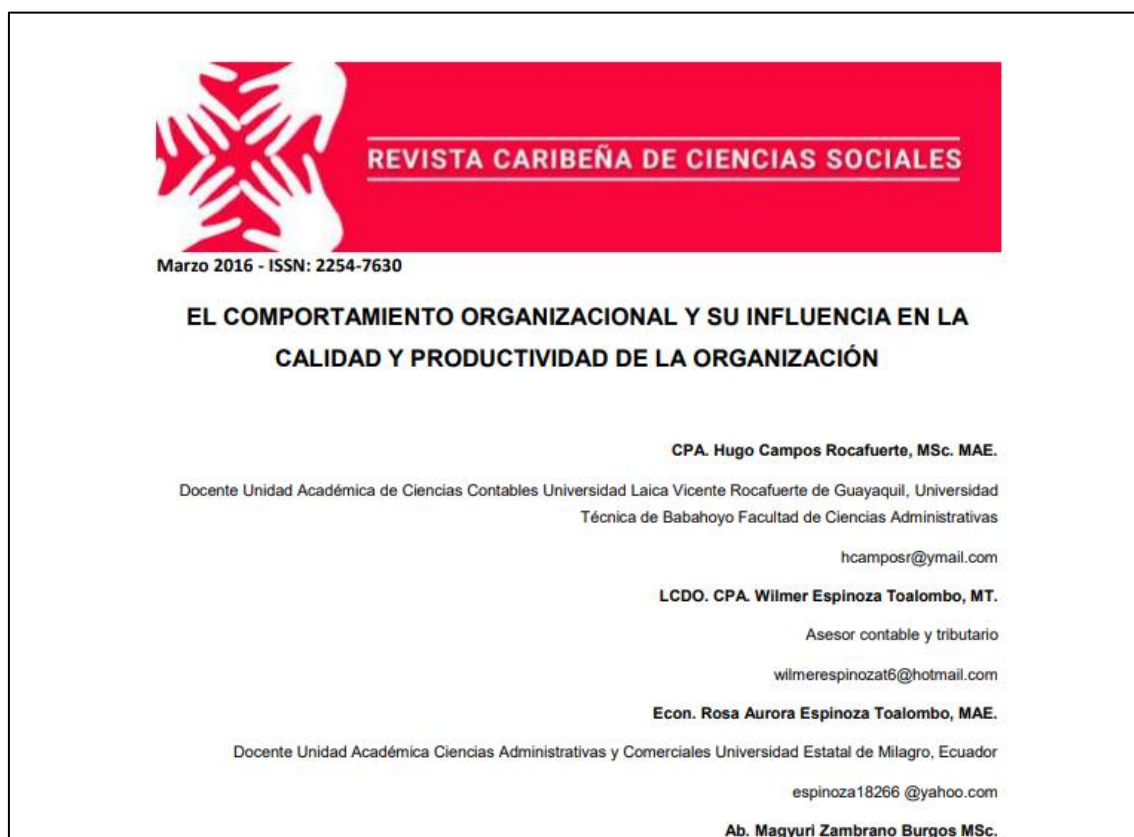 REVISTA CARIBEÑA DE CIENCIAS SOCIALES
Marzo 2016 - ISSN: 2254-7630
EL COMPORTAMIENTO ORGANIZACIONAL Y SU INFLUENCIA EN LA
CALIDAD Y PRODUCTIVIDAD DE LA ORGANIZACIÓN
CPA. Hugo Campos Rocafuerte, MSc. MAE.
Docente Unidad Académica de Ciencias Contables Universidad Laica Vicente Rocafuerte de Guayaquil, Universidad
Técnica de Babahoyo Facultad de Ciencias Administrativas
hcamposr@ymail.com
LCDO. CPA. Wilmer Espinoza Toalombo, MT.
Asesor contable y tributario
wilmerespinozat6@hotmail.com
Econ. Rosa Aurora Espinoza Toalombo, MAE.
Docente Unidad Académica Ciencias Administrativas y Comerciales Universidad Estatal de Milagro, Ecuador
espinoza18266 @yahoo.com
Ab. Magyuri Zambrano Burgos MSc.